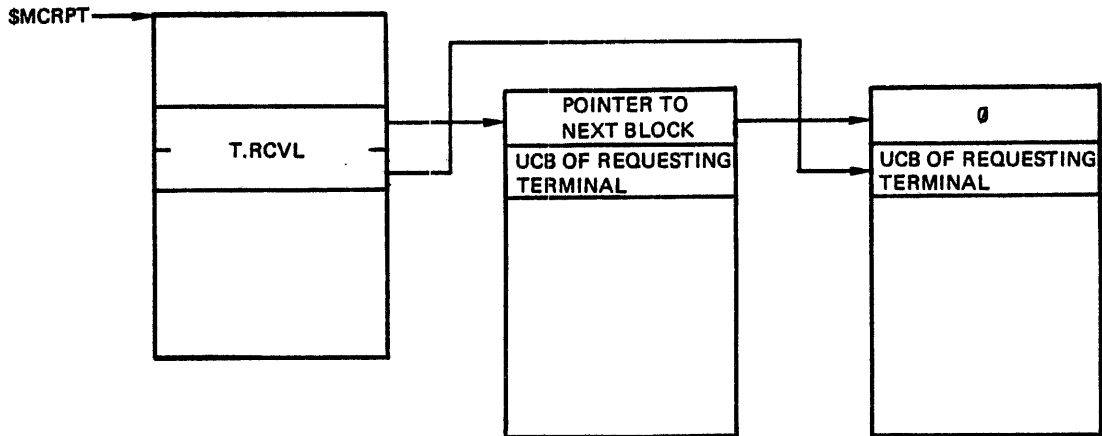 $MCRPT
T.RCVL
POINTER TO
NEXT BLOCK
UCB OF REQUESTING
TERMINAL
0
UCB OF REQUESTING
TERMINAL